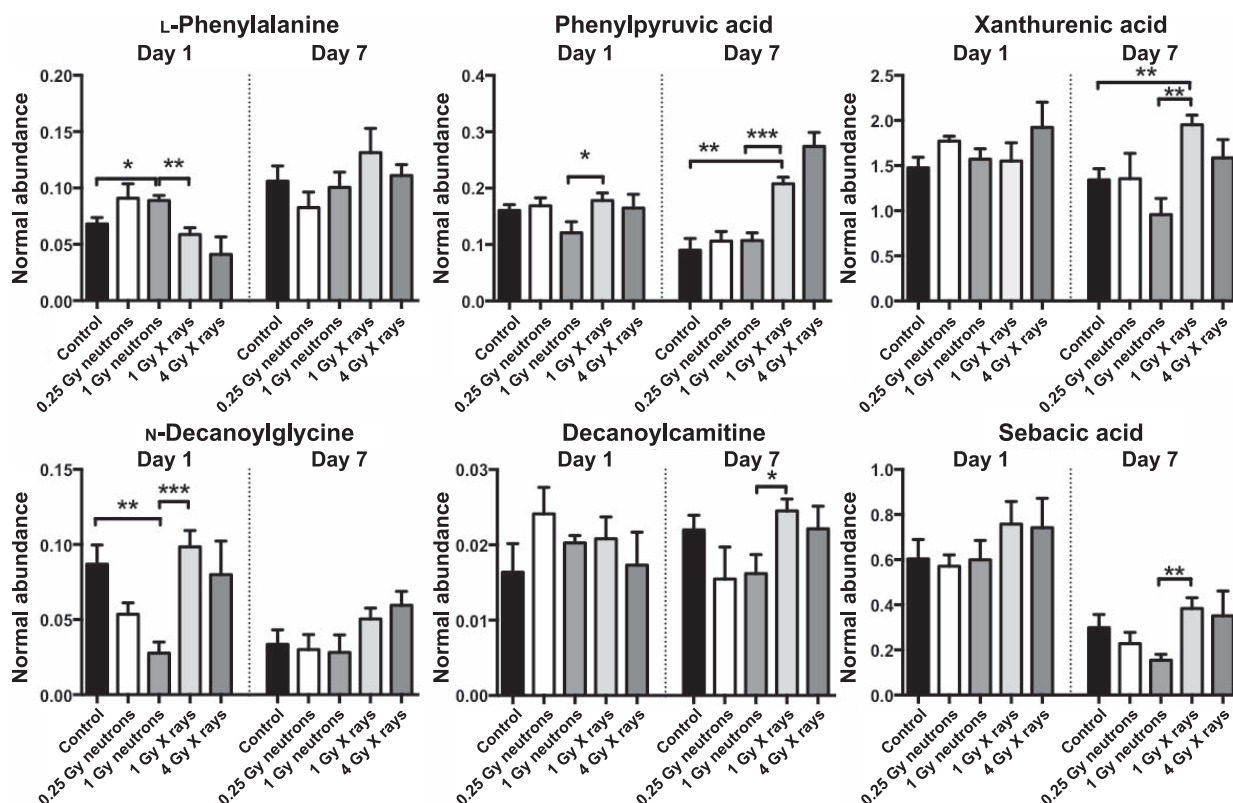 L-Phenylalanine
Day 1 Day 7
Normal abundance
0.20
0.15
0.10
0.05
0.00
* **
Control
0.25 Gy neutrons
1 Gy neutrons
1 Gy X rays
4 Gy X rays
Control
0.25 Gy neutrons
1 Gy neutrons
1 Gy X rays
4 Gy X rays
Phenylpyruvic acid
Day 1 Day 7
Normal abundance
0.4
0.3
0.2
0.1
0.0
* ** ***
Control
0.25 Gy neutrons
1 Gy neutrons
1 Gy X rays
4 Gy X rays
Control
0.25 Gy neutrons
1 Gy neutrons
1 Gy X rays
4 Gy X rays
Xanthurenic acid
Day 1 Day 7
Normal abundance
2.5
2.0
1.5
1.0
0.5
0.0
**
**
Control
0.25 Gy neutrons
1 Gy neutrons
1 Gy X rays
4 Gy X rays
Control
0.25 Gy neutrons
1 Gy neutrons
1 Gy X rays
4 Gy X rays
N-Decanoylglycine
Day 1 Day 7
Normal abundance
0.15
0.10
0.05
0.00
** ***
Control
0.25 Gy neutrons
1 Gy neutrons
1 Gy X rays
4 Gy X rays
Control
0.25 Gy neutrons
1 Gy neutrons
1 Gy X rays
4 Gy X rays
Decanoylcamitine
Day 1 Day 7
Normal abundance
0.03
0.02
0.01
0.00
*
Control
0.25 Gy neutrons
1 Gy neutrons
1 Gy X rays
4 Gy X rays
Control
0.25 Gy neutrons
1 Gy neutrons
1 Gy X rays
4 Gy X rays
Sebacic acid
Day 1 Day 7
Normal abundance
1.0
0.8
0.6
0.4
0.2
0.0
**
Control
0.25 Gy neutrons
1 Gy neutrons
1 Gy X rays
4 Gy X rays
Control
0.25 Gy neutrons
1 Gy neutrons
1 Gy X rays
4 Gy X rays